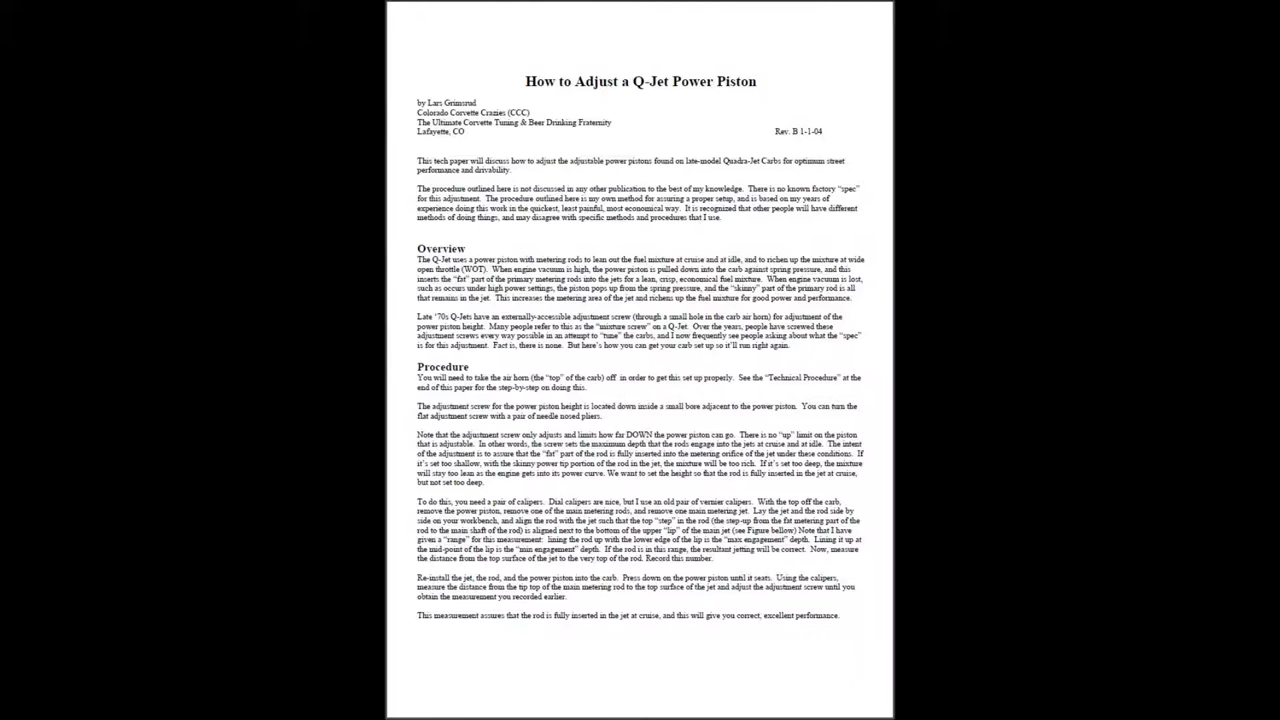 How to Adjust a Q-Jet Power Piston
by Lars Grimsrud
Colorado Corvette Crazies (CCC)
The Ultimate Corvette Tuning & Beer Drinking Fraternity
Lafayette, CO Rev. B 1-1-04
This tech paper will discuss how to adjust the adjustable power pistons found on late-model Quadra-Jet Carbs for optimum street
performance and drivability.
The procedure outlined here is not discussed in any other publication to the best of my knowledge. There is no known factory “spec”
for this adjustment. The procedure outlined here is my own method for assuring a proper setup, and is based on my years of
experience doing this work in the quickest, least painful, most economical way. It is recognized that other people will have different
methods of doing things, and may disagree with specific methods and procedures that I use.
Overview
The Q-Jet uses a power piston with metering rods to lean out the fuel mixture at cruise and at idle, and to richen up the mixture at wide
open throttle (WOT). When engine vacuum is high, the power piston is pulled down into the carb against spring pressure, and this
inserts the “fat” part of the primary metering rods into the jets for a lean, crisp, economical fuel mixture. When engine vacuum is lost,
such as occurs under high power settings, the piston pops up from the spring pressure, and the “skinny” part of the primary rod is all
that remains in the jet. This increases the metering area of the jet and richens up the fuel mixture for good power and performance.
Late ‘70s Q-Jets have an externally-accessible adjustment screw (through a small hole in the carb air horn) for adjustment of the
power piston height. Many people refer to this as the “mixture screw” on a Q-Jet. Over the years, people have screwed these
adjustment screws every way possible in an attempt to “tune” the carbs, and I now frequently see people asking about what the “spec”
is for this adjustment. Fact is, there is none. But here’s how you can get your carb set up so it’ll run right again.
Procedure
You will need to take the air horn (the “top” of the carb) off in order to get this set up properly. See the “Technical Procedure” at the
end of this paper for the step-by-step on doing this.
The adjustment screw for the power piston height is located down inside a small bore adjacent to the power piston. You can turn the
flat adjustment screw with a pair of needle nosed pliers.
Note that the adjustment screw only adjusts and limits how far DOWN the power piston can go. There is no “up” limit on the piston
that is adjustable. In other words, the screw sets the maximum depth that the rods engage into the jets at cruise and at idle. The intent
of the adjustment is to assure that the “fat” part of the rod is fully inserted into the metering orifice of the jet under these conditions. If
it’s set too shallow, with the skinny power tip portion of the rod in the jet, the mixture will be too rich. If it’s set too deep, the mixture
will stay too lean as the engine gets into its power curve. We want to set the height so that the rod is fully inserted in the jet at cruise,
but not set too deep.
To do this, you need a pair of calipers. Dial calipers are nice, but I use an old pair of vernier calipers. With the top off the carb,
remove the power piston, remove one of the main metering rods, and remove one main metering jet. Lay the jet and the rod side by
side on your workbench, and align the rod with the jet such that the top “step” in the rod (the step-up from the fat metering part of the
rod to the main shaft of the rod) is aligned next to the bottom of the upper “lip” of the main jet (see Figure bellow) Note that I have
given a “range” for this measurement: lining the rod up with the lower edge of the lip is the “max engagement” depth. Lining it up at
the mid-point of the lip is the “min engagement” depth. If the rod is in this range, the resultant jetting will be correct. Now, measure
the distance from the top surface of the jet to the very top of the rod. Record this number.
Re-install the jet, the rod, and the power piston into the carb. Press down on the power piston until it seats. Using the calipers,
measure the distance from the tip top of the main metering rod to the top surface of the jet and adjust the adjustment screw until you
obtain the measurement you recorded earlier.
This measurement assures that the rod is fully inserted in the jet at cruise, and this will give you correct, excellent performance.